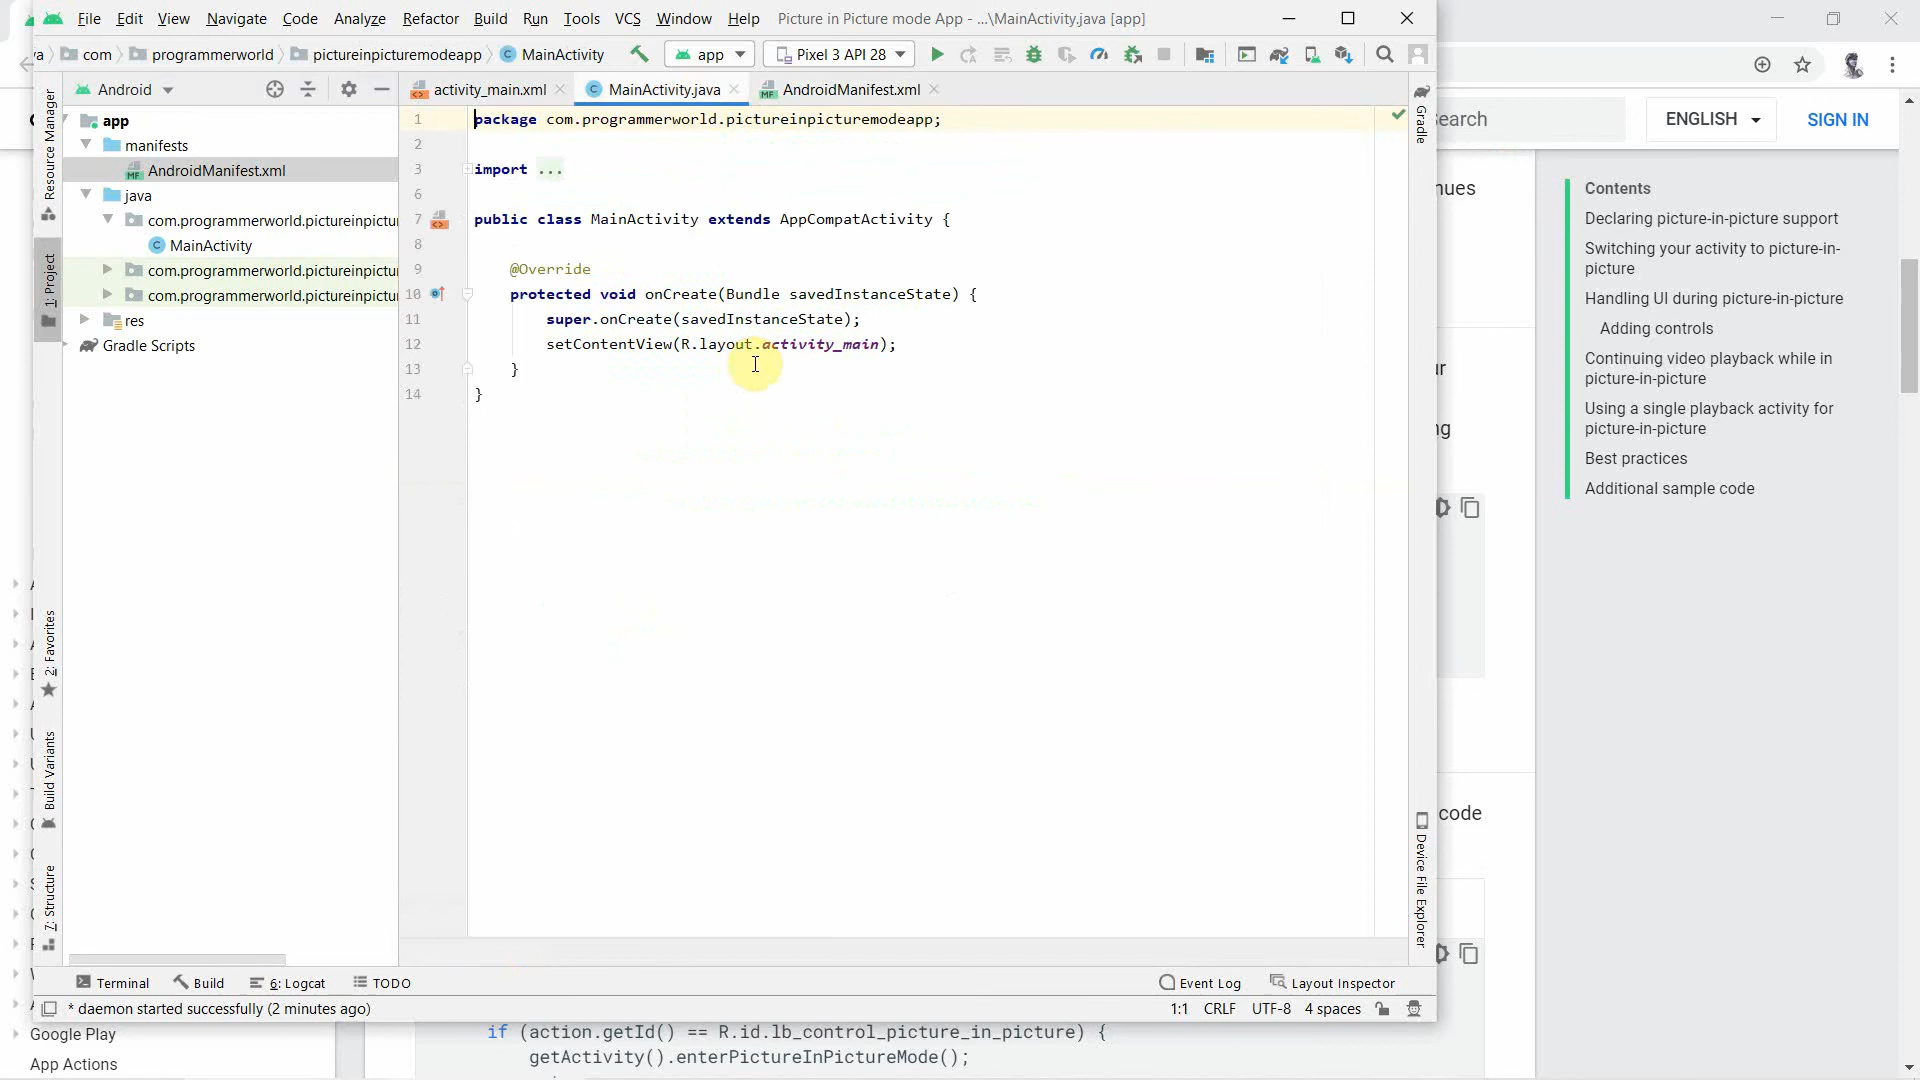 File Edit View Navigate Code Analyze Refactor Build Run Tools VCS Window Help Picture in Picture mode App - ...\MainActivity.java [app]
com programmerworld pictureinpicturemodeapp MainActivity app Pixel 3 API 28
Android
activity_main.xml MainActivity.java AndroidManifest.xml
app
manifests
AndroidManifest.xml
java
com.programmerworld.pictureinpictu
MainActivity
com.programmerworld.pictureinpictu
com.programmerworld.pictureinpictu
res
Gradle Scripts
Resource Manager
1: Project
2: Favorites
Build Variants
7: Structure
1 package com.programmerworld.pictureinpicturemodeapp;
2
3 import ...
6
7 public class MainActivity extends AppCompatActivity {
8
9 @Override
10 protected void onCreate(Bundle savedInstanceState) {
11 super.onCreate(savedInstanceState);
12 setContentView(R.layout.activity_main);
13 }
14 }
Gradle
Device File Explorer
Terminal Build 6: Logcat TODO Event Log Layout Inspector
* daemon started successfully (2 minutes ago) 1:1 CRLF UTF-8 4 spaces
earch ENGLISH SIGN IN
nues
ur
ng
code
Contents
Declaring picture-in-picture support
Switching your activity to picture-in-
picture
Handling UI during picture-in-picture
Adding controls
Continuing video playback while in
picture-in-picture
Using a single playback activity for
picture-in-picture
Best practices
Additional sample code
Google Play
App Actions
if (action.getId() == R.id.lb_control_picture_in_picture) {
getActivity().enterPictureInPictureMode();